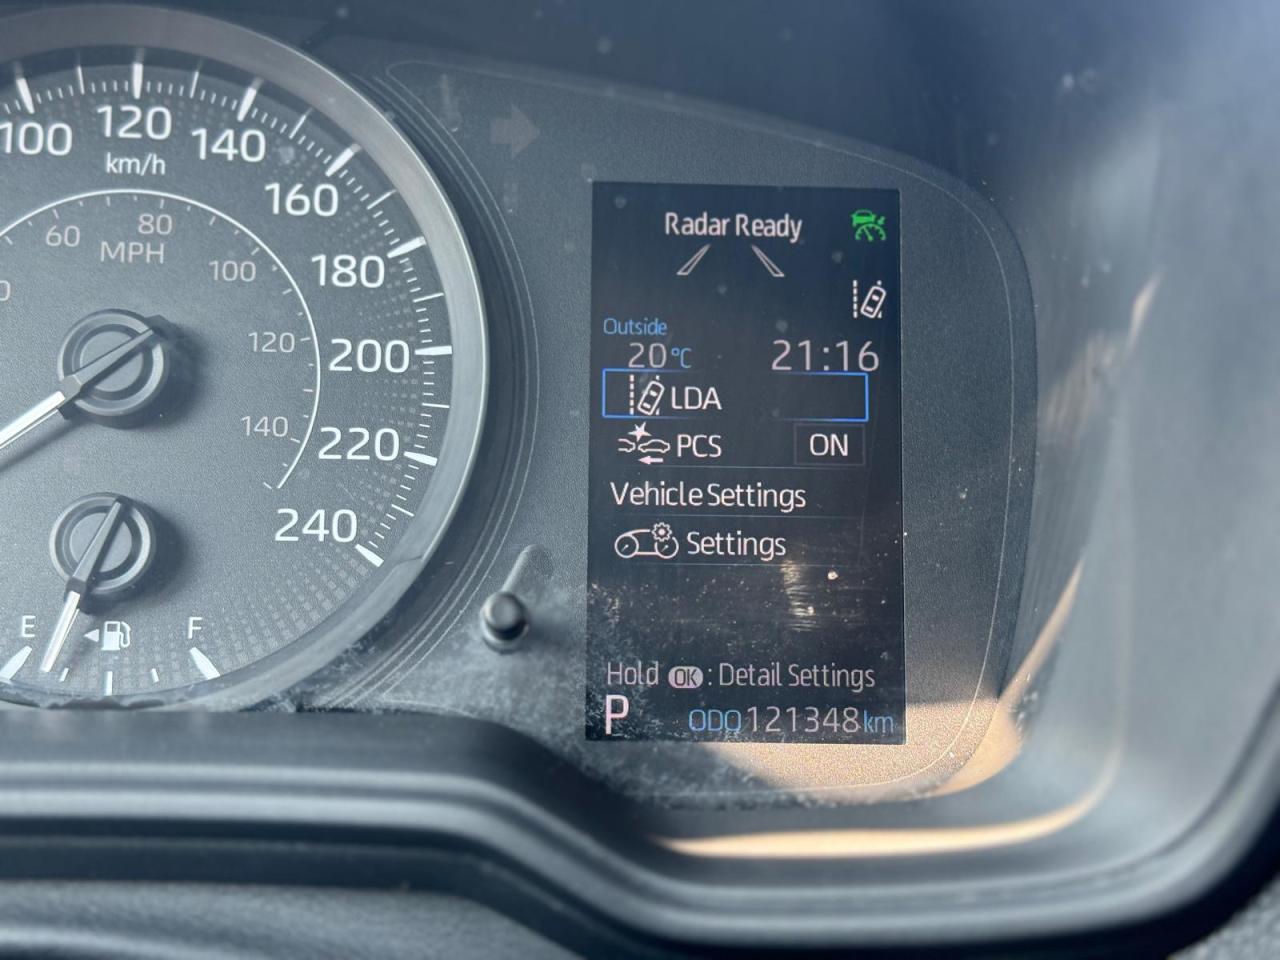 100 120 140
km/h
160
180
200
220
240
60 80
MPH
100
120
140
E F
Radar Ready
Outside
20°C 21:16
LDA
PCS ON
Vehicle Settings
Settings
Hold OK : Detail Settings
P ODO 121348 km